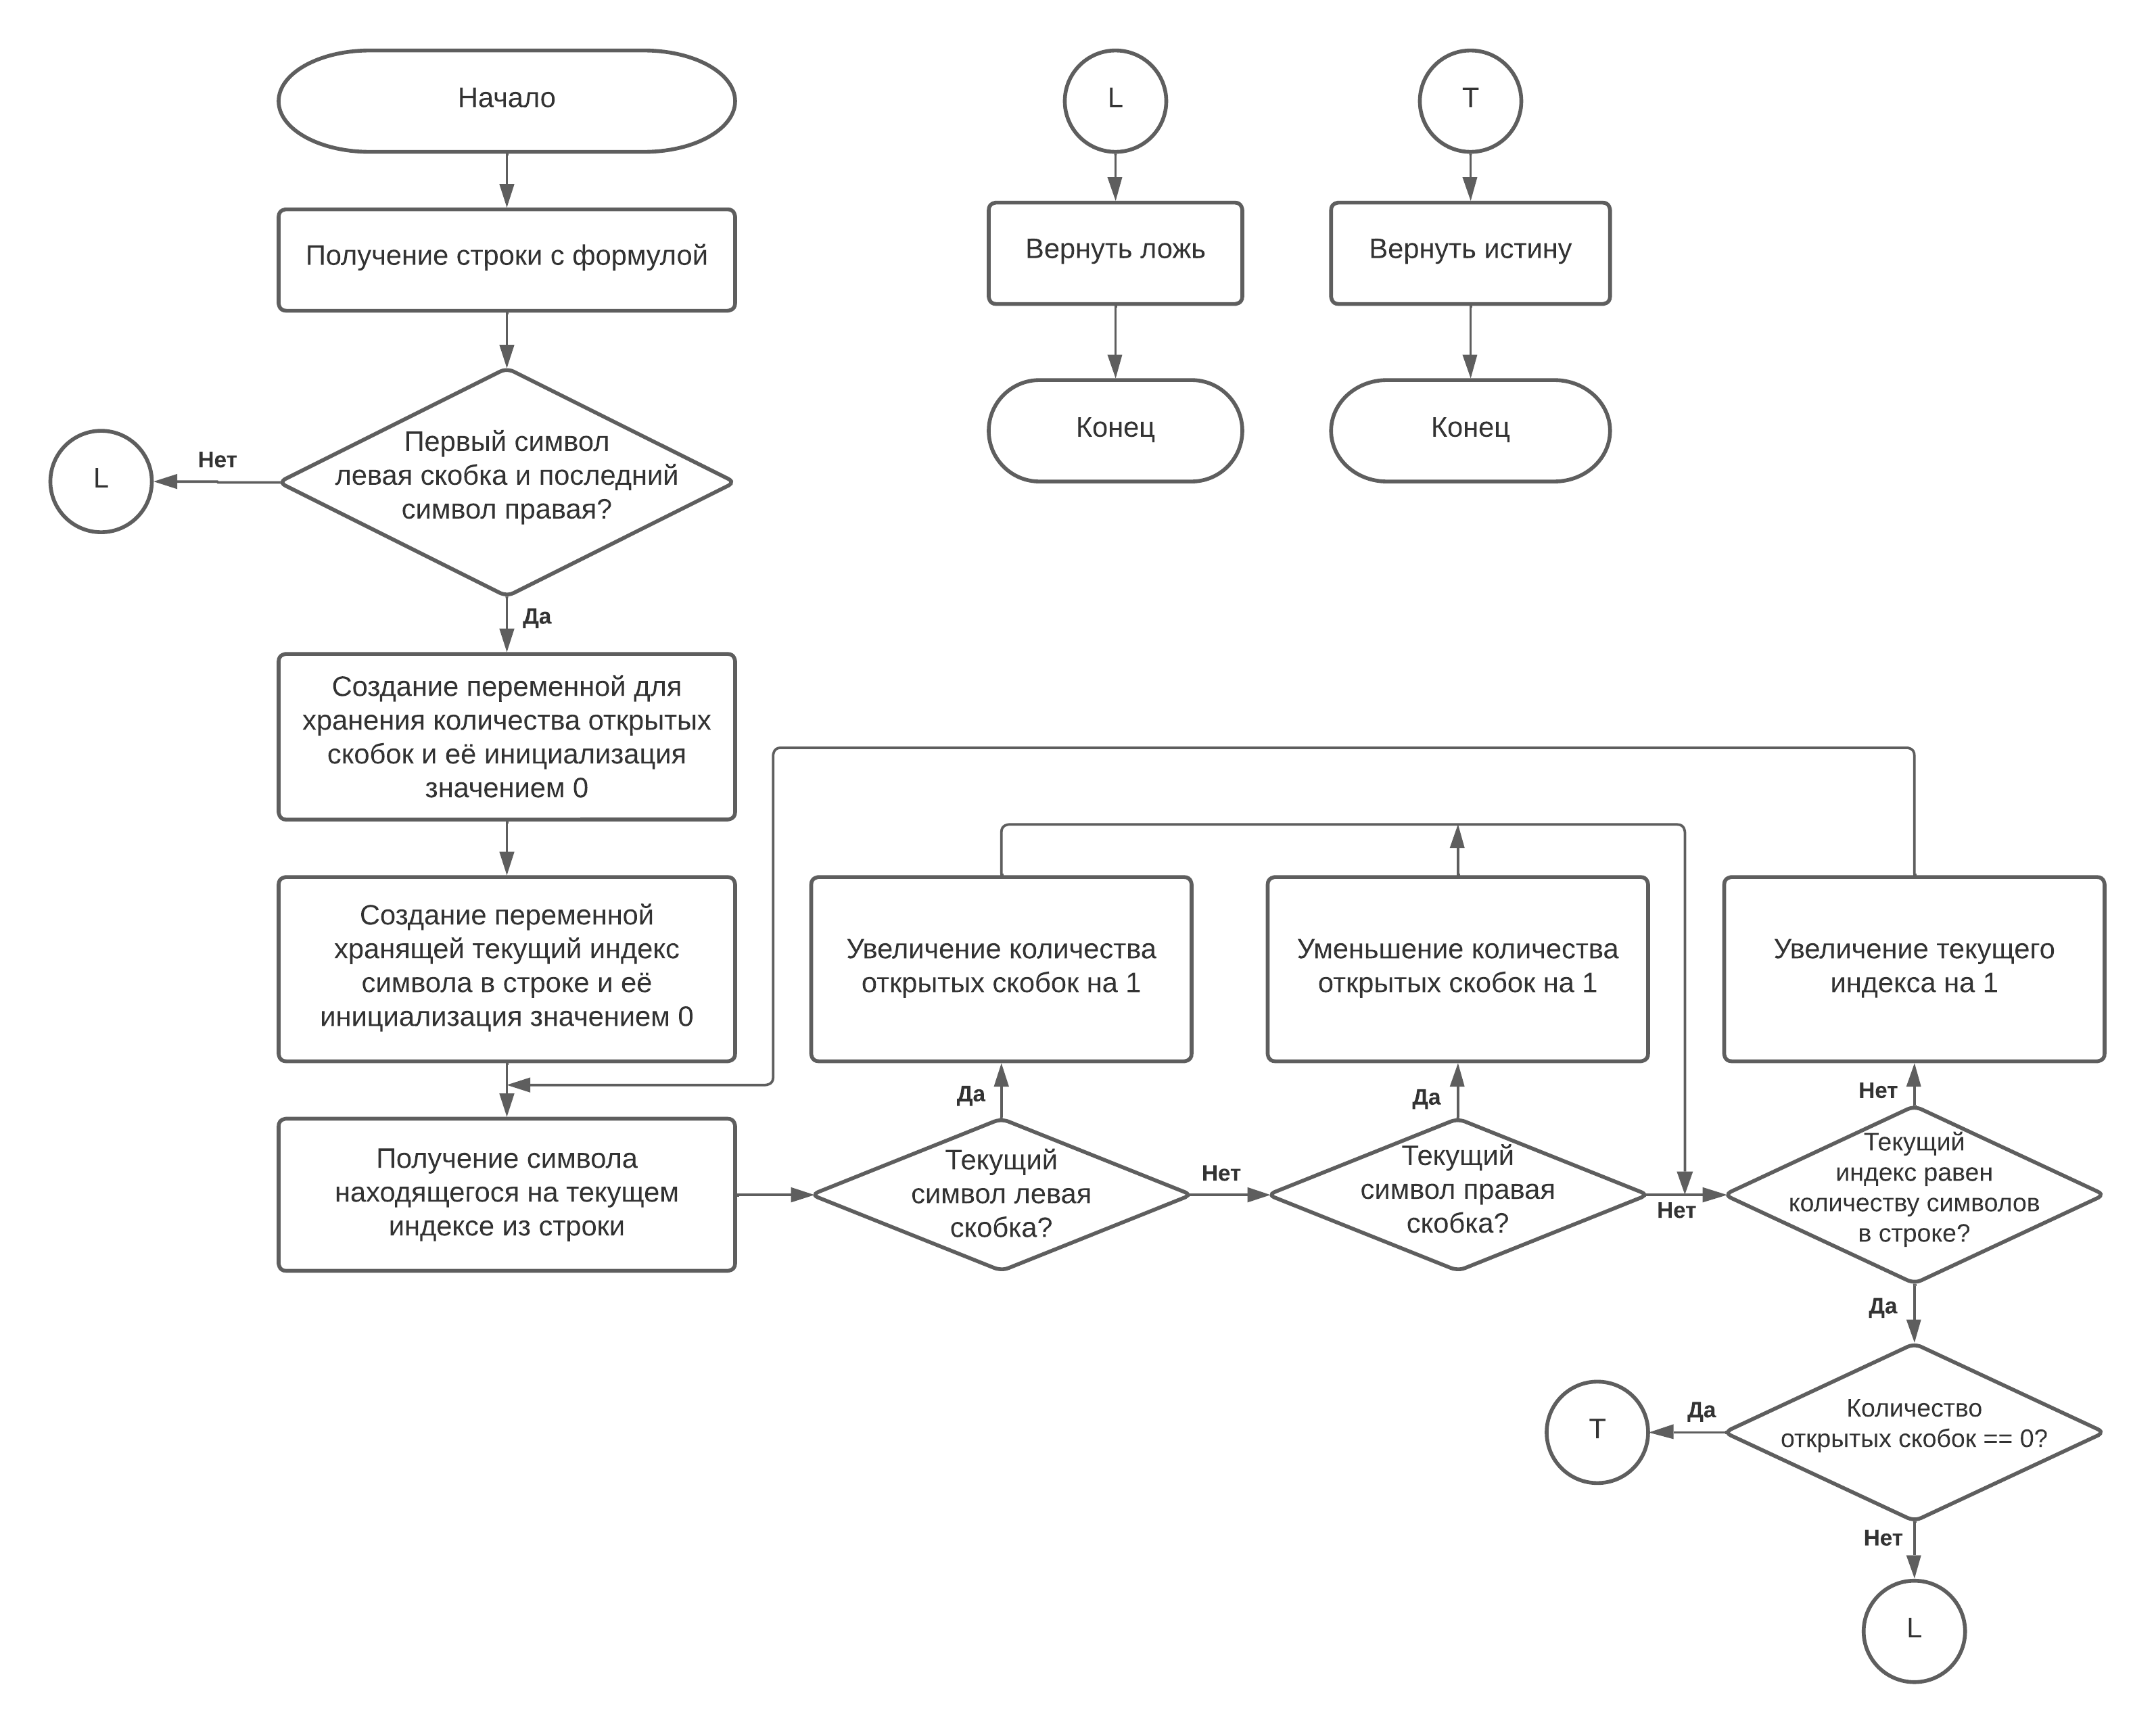 Начало
L
T
Получение строки с формулой
Вернуть ложь
Вернуть истину
Конец
Конец
Первый символ
левая скобка и последний
символ правая?
Нет
L
Да
Создание переменной для
хранения количества открытых
скобок и её инициализация
значением 0
Создание переменной
хранящей текущий индекс
символа в строке и её
инициализация значением 0
Увеличение количества
открытых скобок на 1
Уменьшение количества
открытых скобок на 1
Увеличение текущего
индекса на 1
Да
Да
Нет
Получение символа
находящегося на текущем
индексе из строки
Текущий
символ левая
скобка?
Нет
Текущий
символ правая
скобка?
Нет
Текущий
индекс равен
количеству символов
в строке?
Да
Количество
открытых скобок == 0?
Да
T
Нет
L